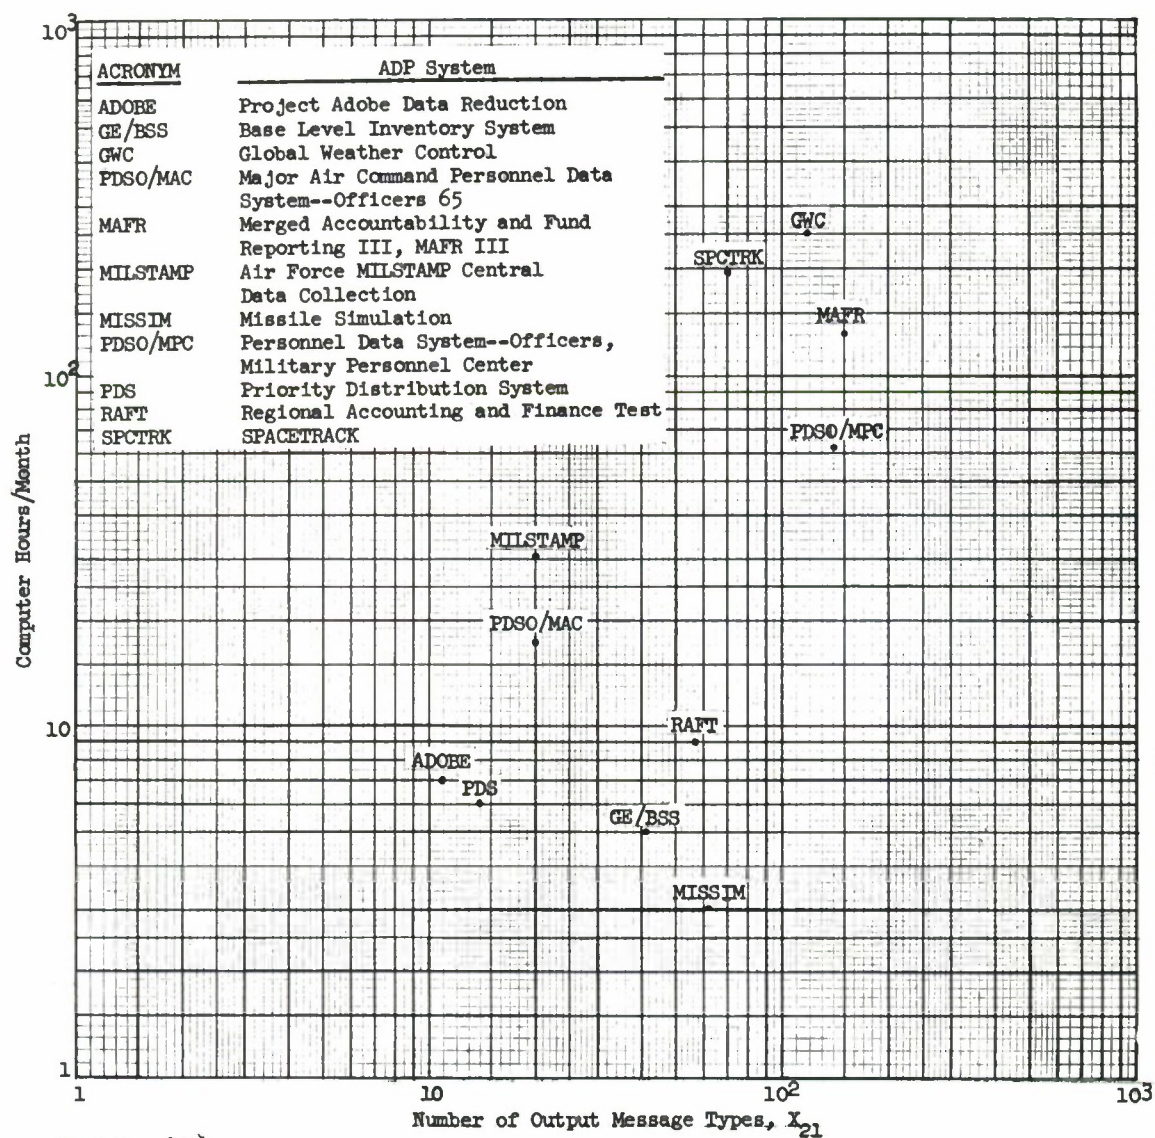 10³
ACRONYM ADP System
ADOBE Project Adobe Data Reduction
GE/BSS Base Level Inventory System
GWC Global Weather Control
PDSO/MAC Major Air Command Personnel Data
System--Officers 65
MAFR Merged Accountability and Fund
Reporting III, MAFR III
MILSTAMP Air Force MILSTAMP Central
Data Collection
MISSIM Missile Simulation
PDSO/MPC Personnel Data System--Officers,
Military Personnel Center
PDS Priority Distribution System
RAFT Regional Accounting and Finance Test
SPCTRK SPACETRACK
GWC
SPCTRK
MAFR
10²
PDSO/MPC
Computer Hours/Month
MILSTAMP
PDSO/MAC
RAFT
10
ADOBE
PDS
GE/BSS
MISSIM
1
1 10 10² 10³
Number of Output Message Types, X21